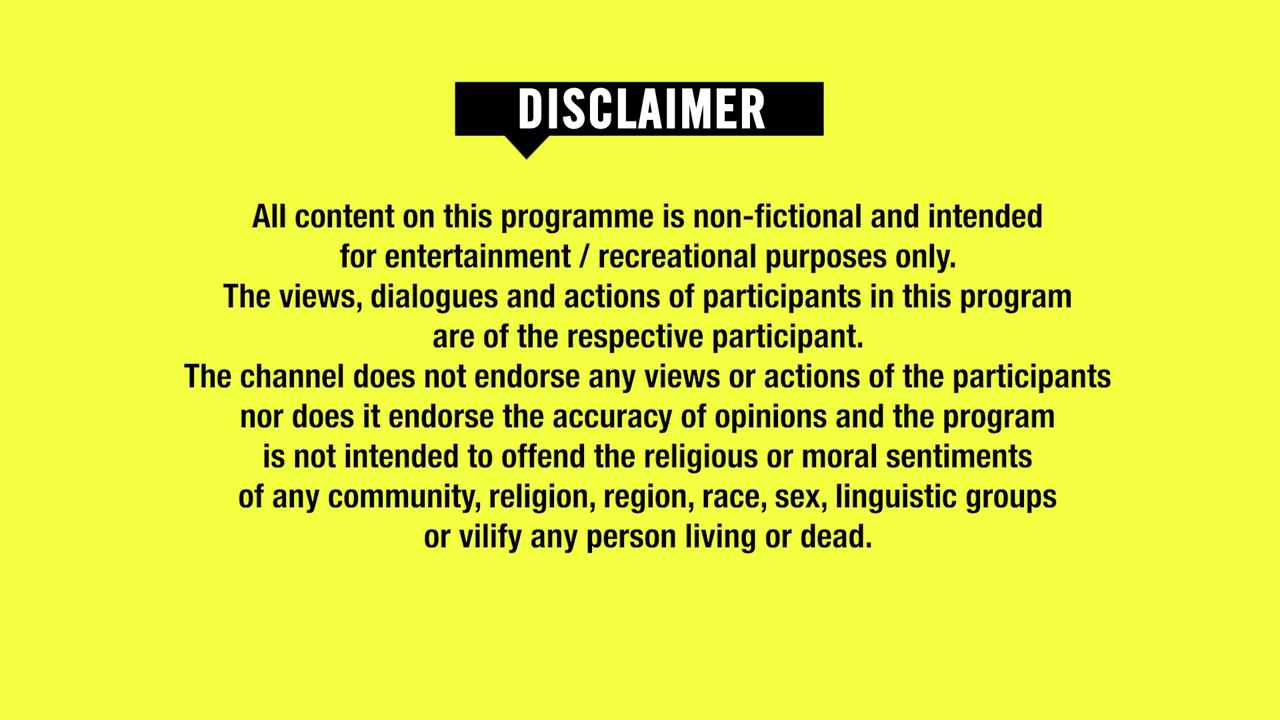 DISCLAIMER
All content on this programme is non-fictional and intended
for entertainment / recreational purposes only.
The views, dialogues and actions of participants in this program
are of the respective participant.
The channel does not endorse any views or actions of the participants
nor does it endorse the accuracy of opinions and the program
is not intended to offend the religious or moral sentiments
of any community, religion, region, race, sex, linguistic groups
or vilify any person living or dead.